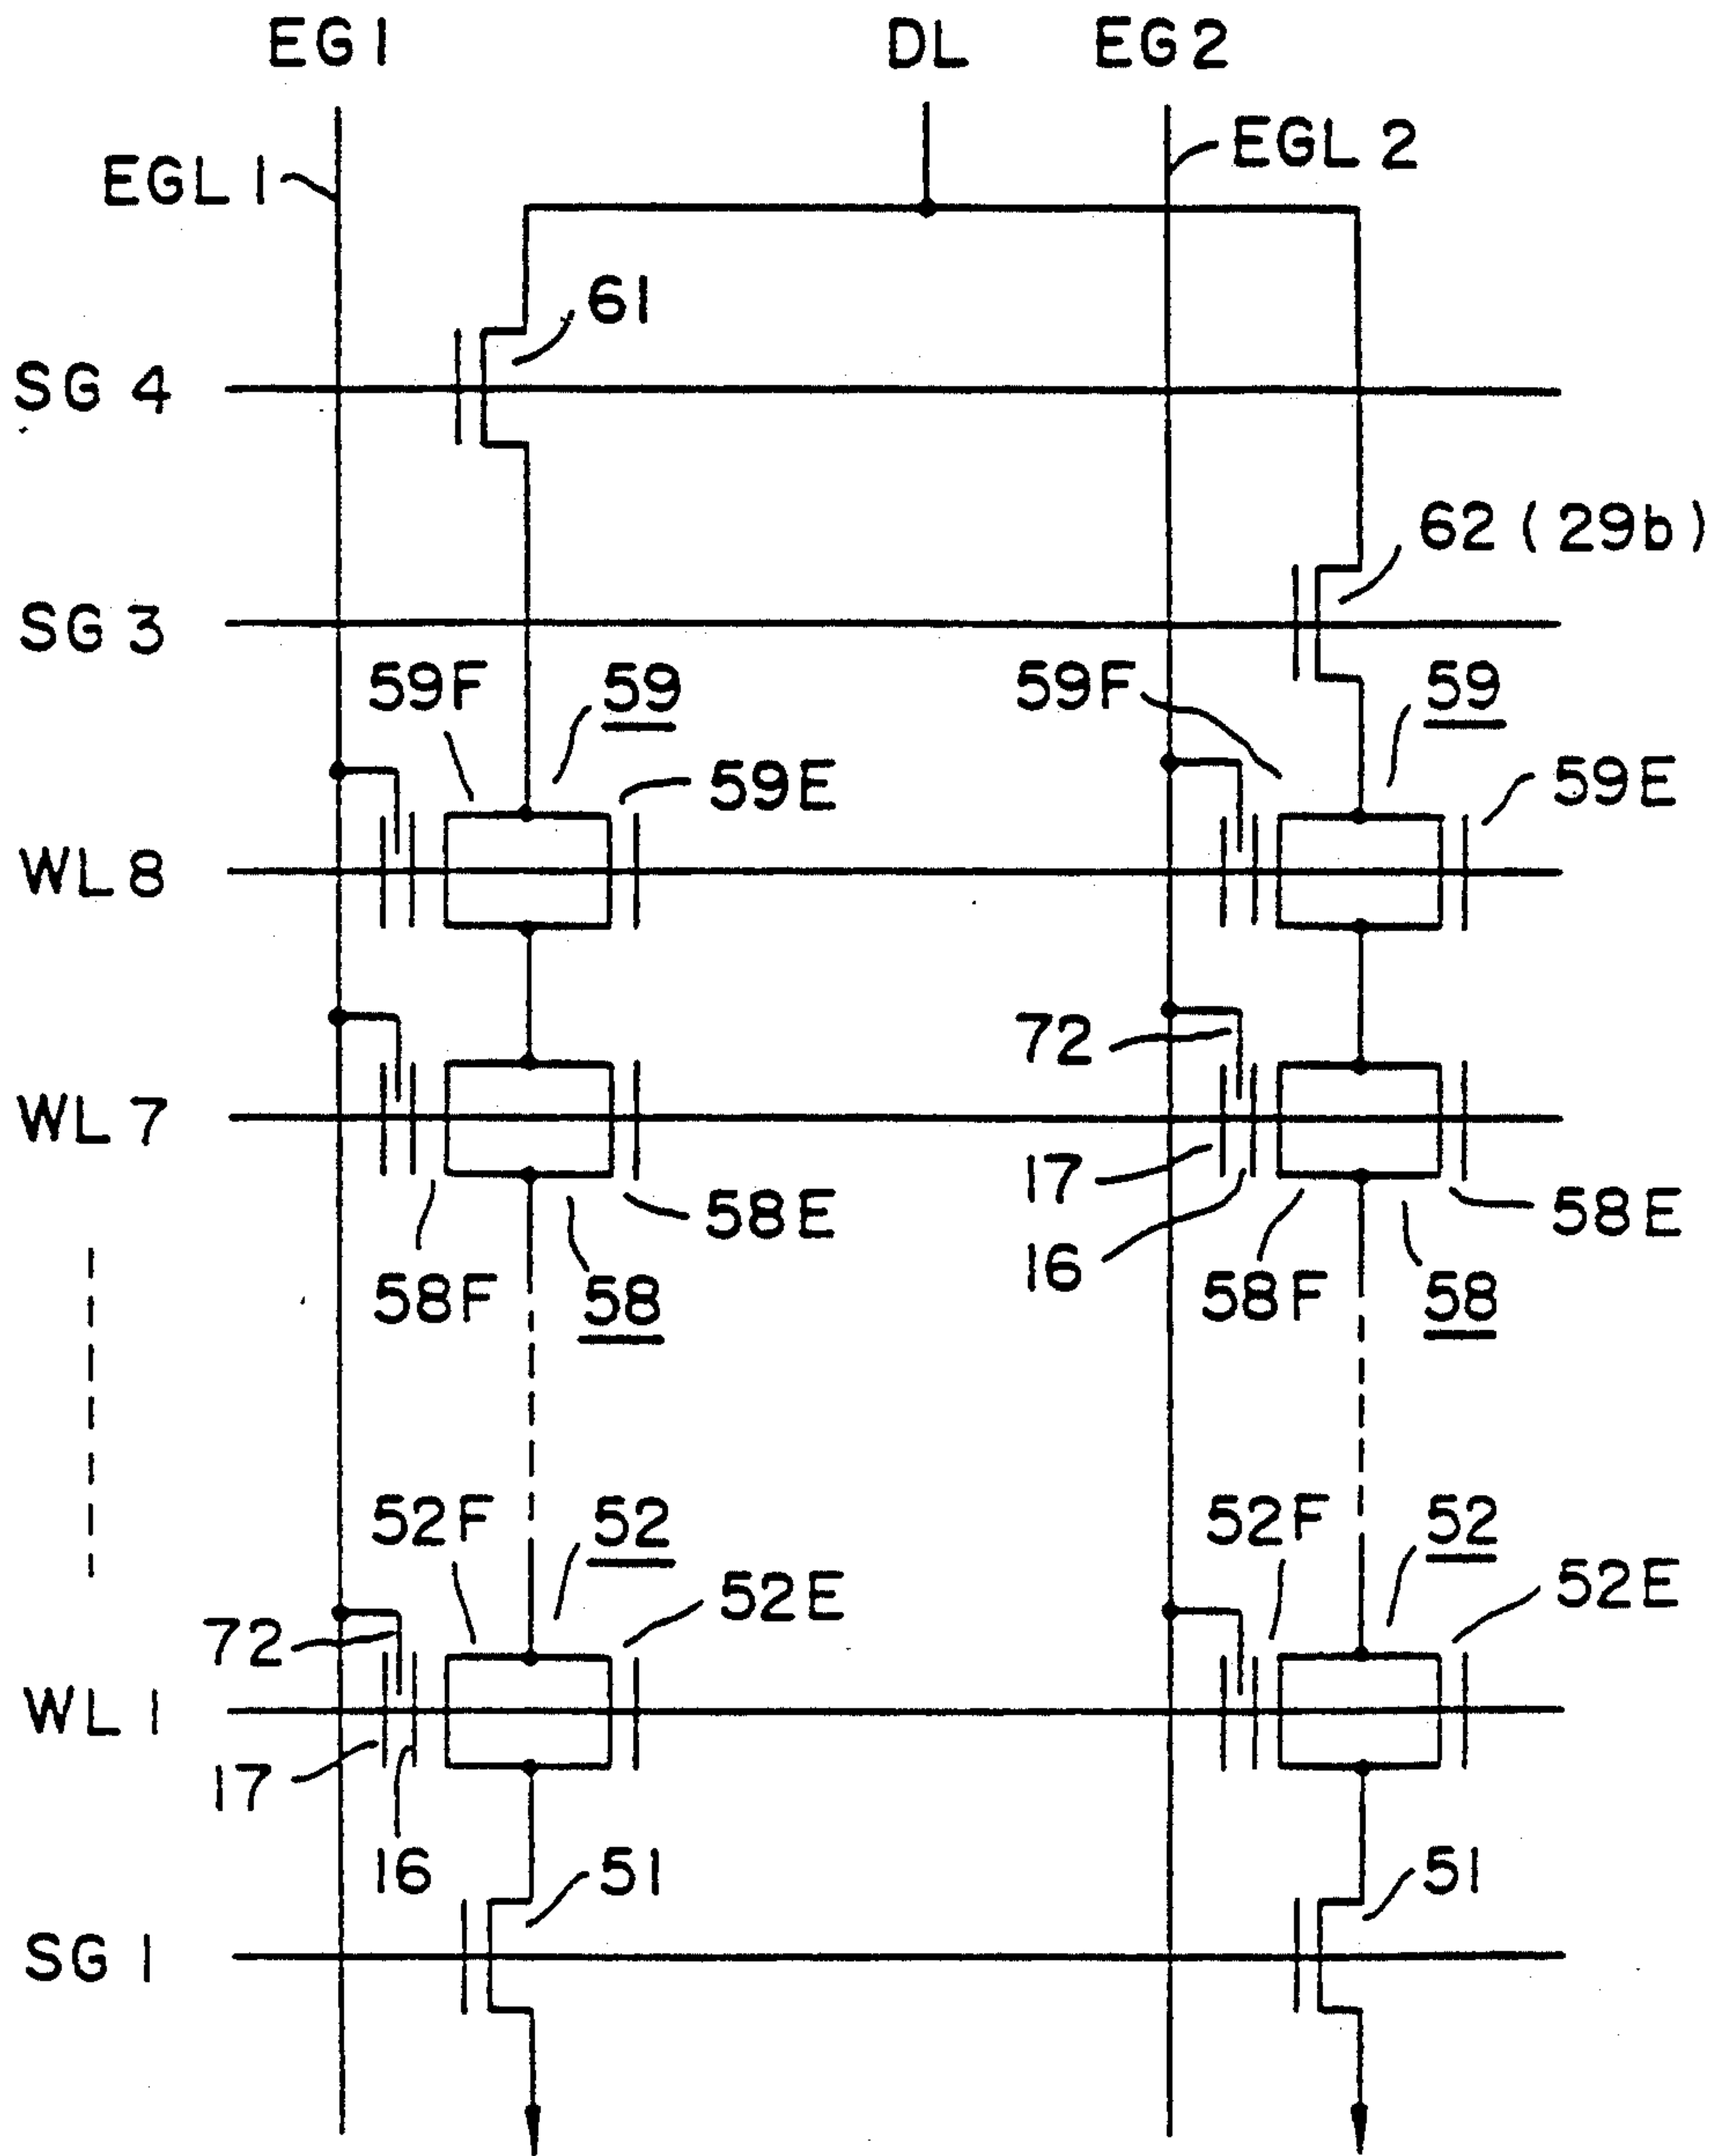 EG1 DL EG2
EGL1 EGL2
61
SG4
62(29b)
SG3
59F 59 59F 59
59E 59E
WL8
72
WL7
17
58E 58E
16
58F 58 58F 58
52F 52 52F 52
52E 52E
72
WL1
17
16 51 51
SG1